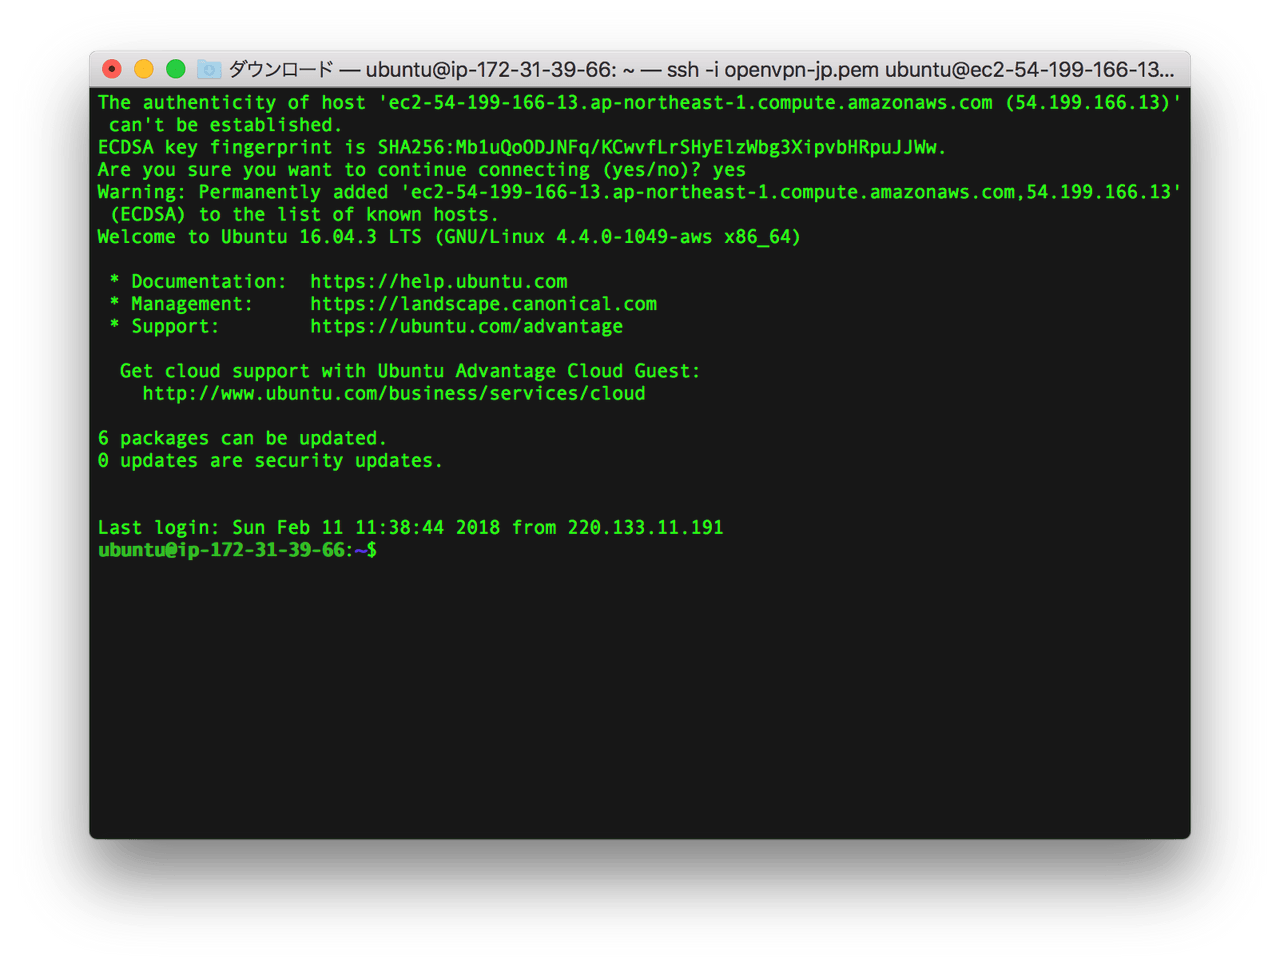 ダウンロード — ubuntu@ip-172-31-39-66: ~ — ssh -i openvpn-jp.pem ubuntu@ec2-54-199-166-13...
The authenticity of host 'ec2-54-199-166-13.ap-northeast-1.compute.amazonaws.com (54.199.166.13)'
can't be established.
ECDSA key fingerprint is SHA256:Mb1uQoODJNFq/KCwvfLrSHyElzWbg3XipvbHRpuJJWw.
Are you sure you want to continue connecting (yes/no)? yes
Warning: Permanently added 'ec2-54-199-166-13.ap-northeast-1.compute.amazonaws.com,54.199.166.13'
(ECDSA) to the list of known hosts.
Welcome to Ubuntu 16.04.3 LTS (GNU/Linux 4.4.0-1049-aws x86_64)
* Documentation:  https://help.ubuntu.com
* Management:     https://landscape.canonical.com
* Support:        https://ubuntu.com/advantage
Get cloud support with Ubuntu Advantage Cloud Guest:
http://www.ubuntu.com/business/services/cloud
6 packages can be updated.
0 updates are security updates.
Last login: Sun Feb 11 11:38:44 2018 from 220.133.11.191
ubuntu@ip-172-31-39-66:~$